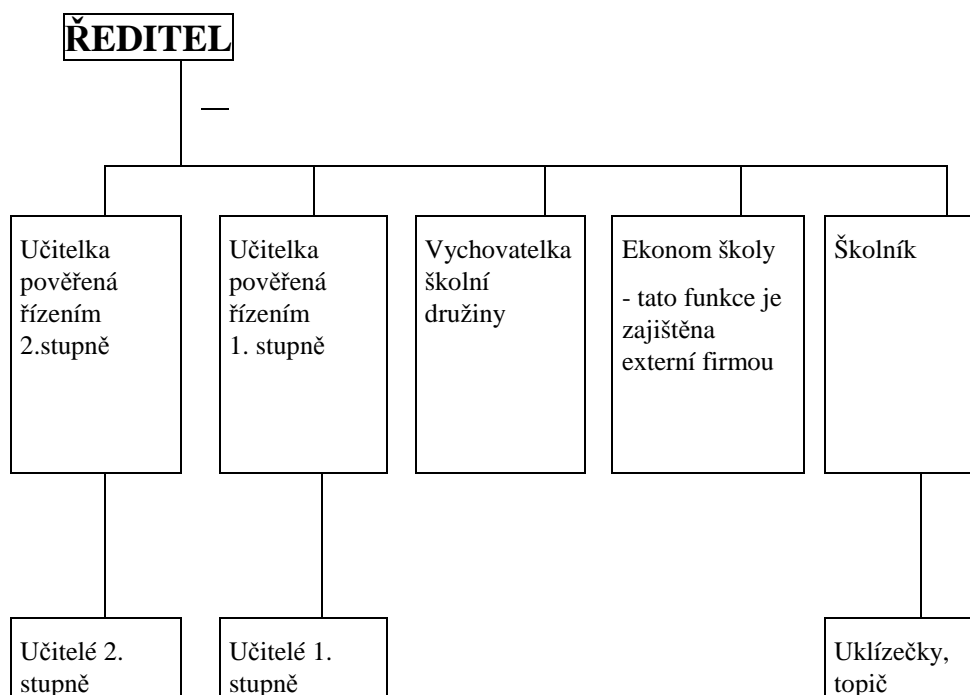 ŘEDITEL
Učitelka
pověřená
řízením
2.stupně
Učitelka
pověřená
řízením
1. stupně
Vychovatelka
školní
družiny
Ekonom školy
- tato funkce je
zajištěna
externí firmou
Školník
Učitelé 2.
stupně
Učitelé 1.
stupně
Uklízečky,
topič